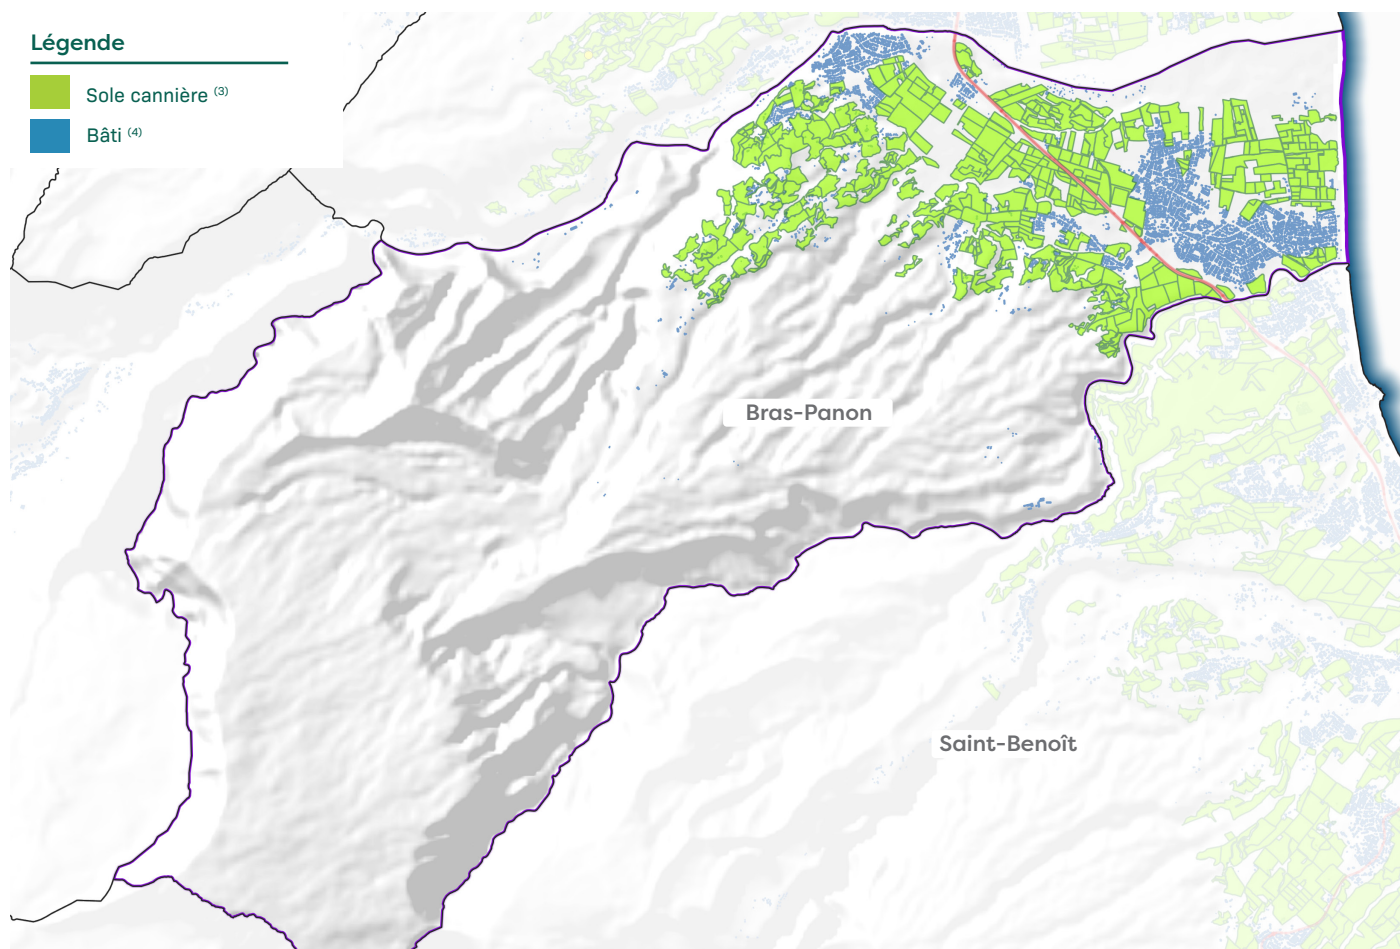 Légende
Sole cannière (3)
Bâti (4)
Bras-Panon
Saint-Benoît